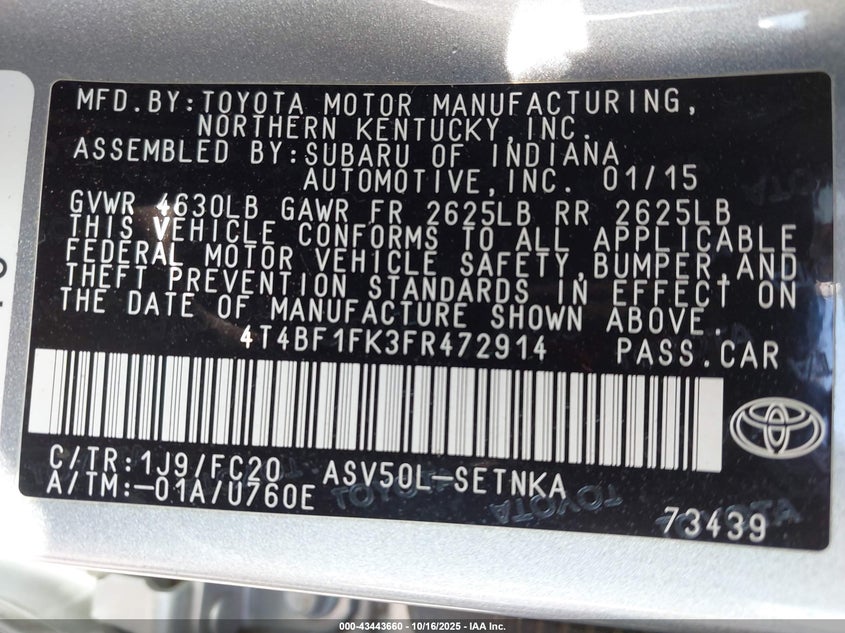 MFD.BY:TOYOTA MOTOR MANUFACTURING,
NORTHERN KENTUCKY,INC.
ASSEMBLED BY:SUBARU OF INDIANA
AUTOMOTIVE,INC. 01/15
GVWR 4630LB GAWR FR 2625LB RR 2625LB
THIS VEHICLE CONFORMS TO ALL APPLICABLE
FEDERAL MOTOR VEHICLE SAFETY,BUMPER,AND
THEFT PREVENTION STANDARDS IN EFFECT ON
THE DATE OF MANUFACTURE SHOWN ABOVE.
4T4BF1FK3FR472914 PASS.CAR
C/TR:1J9/FC20 ASV50L-SETNKA
A/TM:-01A/U760E
73439
TOYOTA
TOYOTA
TOYOTA
000-43443660 - 10/16/2025 - IAA Inc.